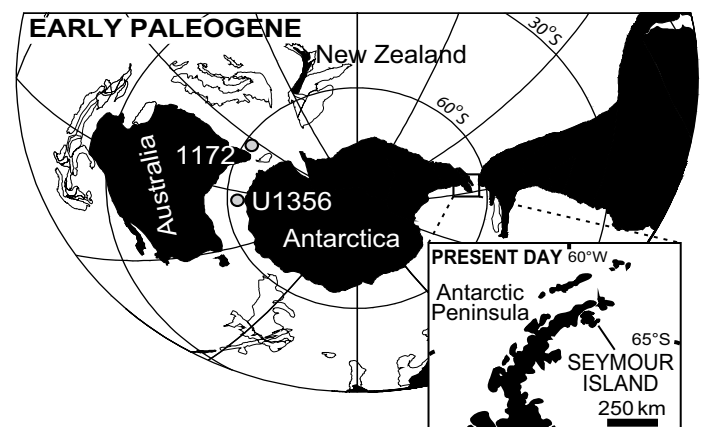 EARLY PALEOGENE
30°S
New Zealand
60°S
1172
Australia
U1356
Antarctica
PRESENT DAY 60°W
Antarctic
Peninsula
65°S
SEYMOUR
ISLAND
250 km